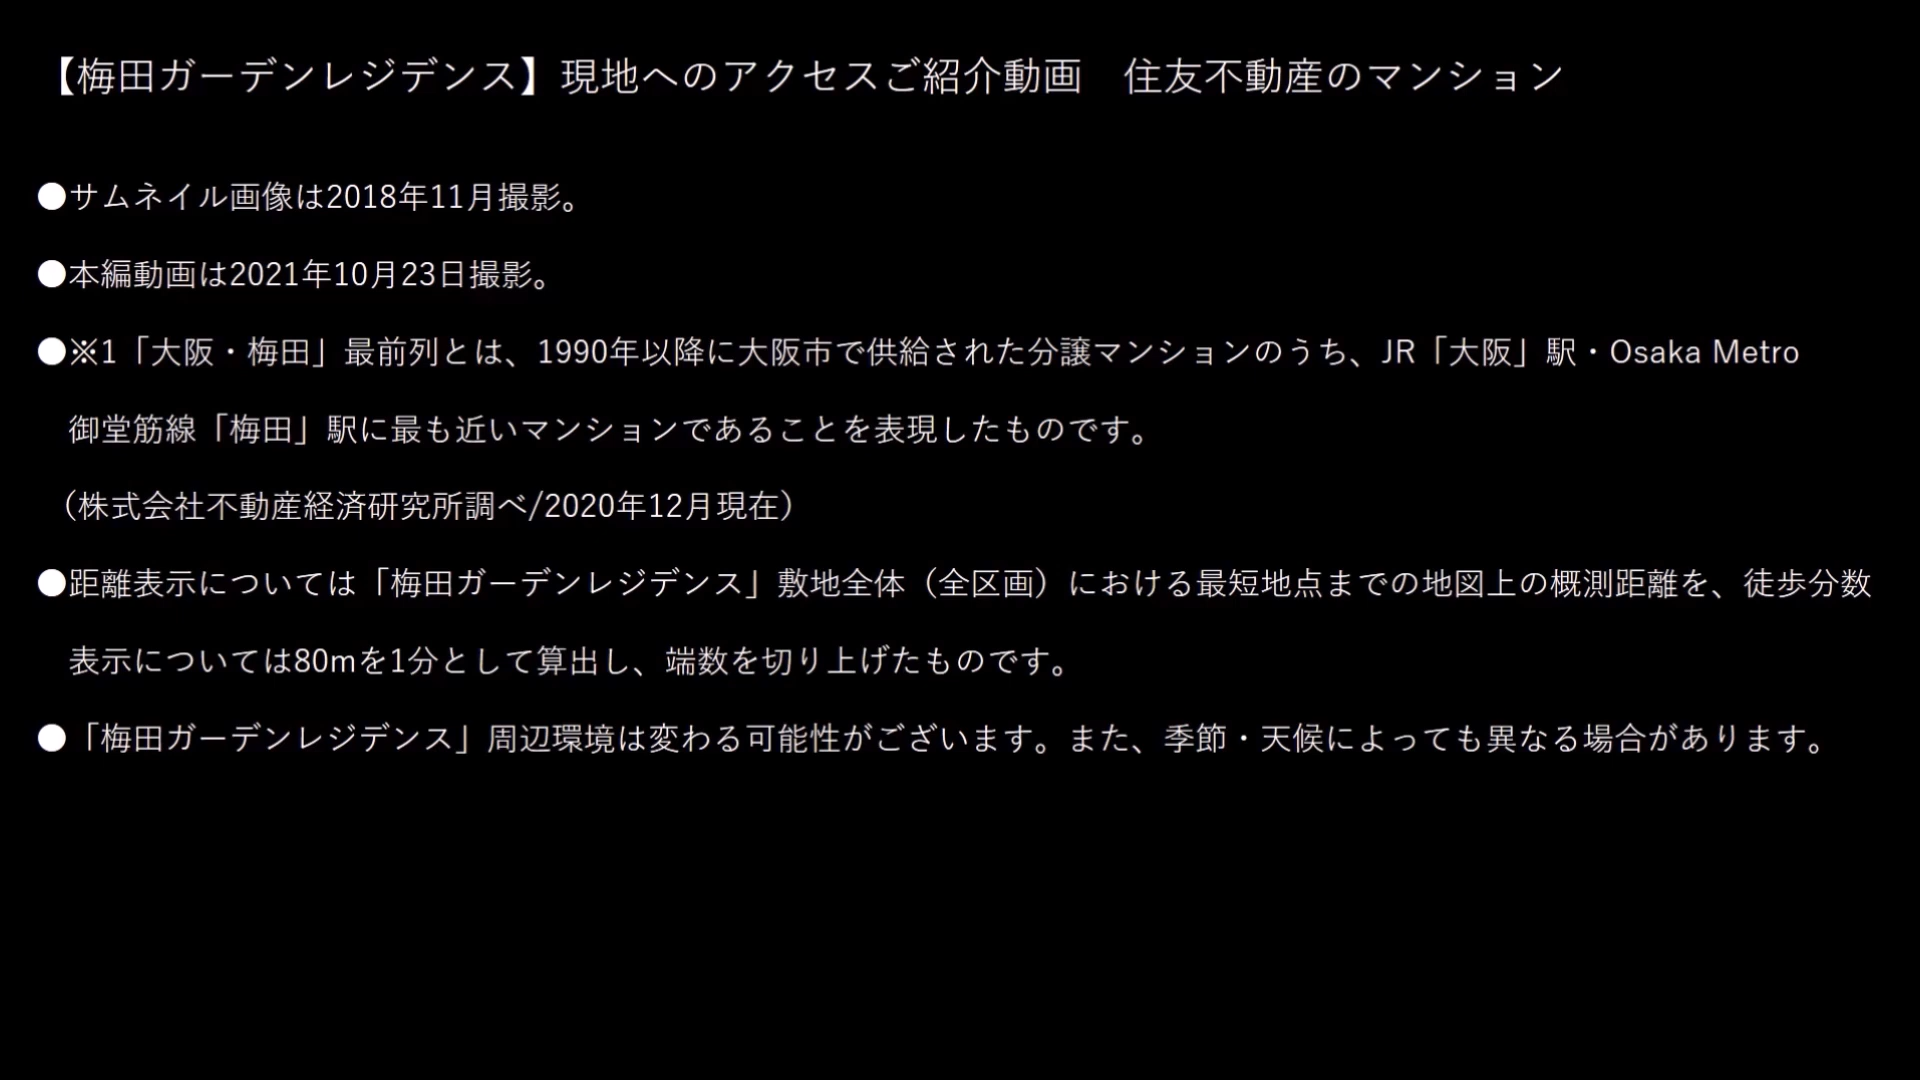 【梅田ガーデンレジデンス】現地へのアクセスご紹介動画　住友不動産のマンション
●サムネイル画像は2018年11月撮影。
●本編動画は2021年10月23日撮影。
●※1「大阪・梅田」最前列とは、1990年以降に大阪市で供給された分譲マンションのうち、JR「大阪」駅・Osaka Metro
御堂筋線「梅田」駅に最も近いマンションであることを表現したものです。
（株式会社不動産経済研究所調べ/2020年12月現在）
●距離表示については「梅田ガーデンレジデンス」敷地全体（全区画）における最短地点までの地図上の概測距離を、徒歩分数
表示については80mを1分として算出し、端数を切り上げたものです。
●「梅田ガーデンレジデンス」周辺環境は変わる可能性がございます。また、季節・天候によっても異なる場合があります。